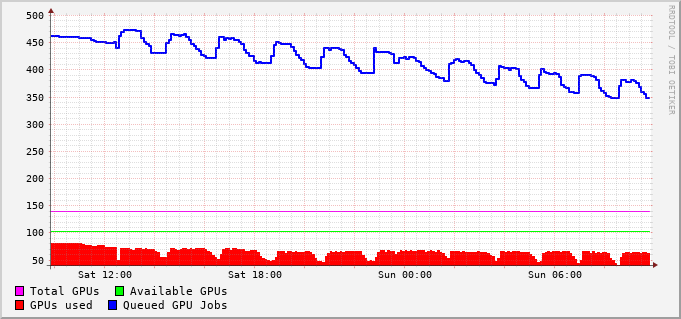 500
450
400
350
300
250
200
150
100
50
Sat 12:00 Sat 18:00 Sun 00:00 Sun 06:00
Total GPUs Available GPUs
GPUs used Queued GPU Jobs
RRDTOOL / TOBI OETIKER